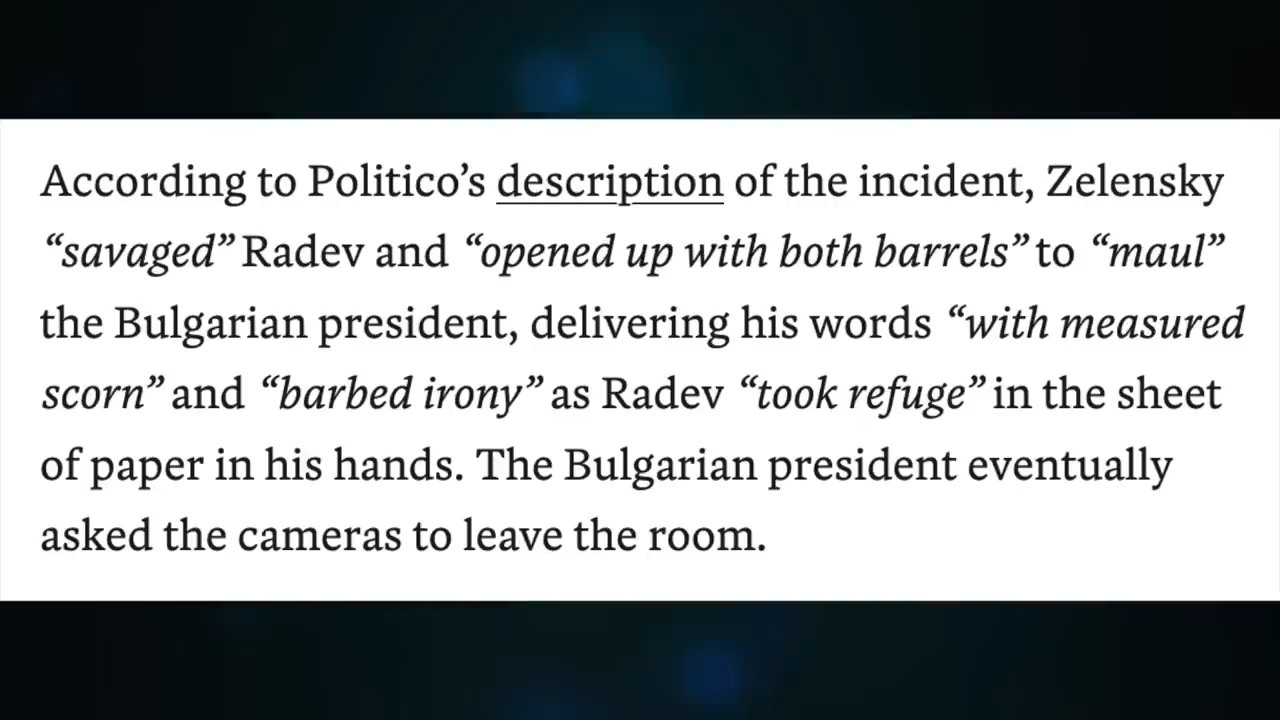 According to Politico’s description of the incident, Zelensky
“savaged” Radev and “opened up with both barrels” to “maul”
the Bulgarian president, delivering his words “with measured
scorn” and “barbed irony” as Radev “took refuge” in the sheet
of paper in his hands. The Bulgarian president eventually
asked the cameras to leave the room.